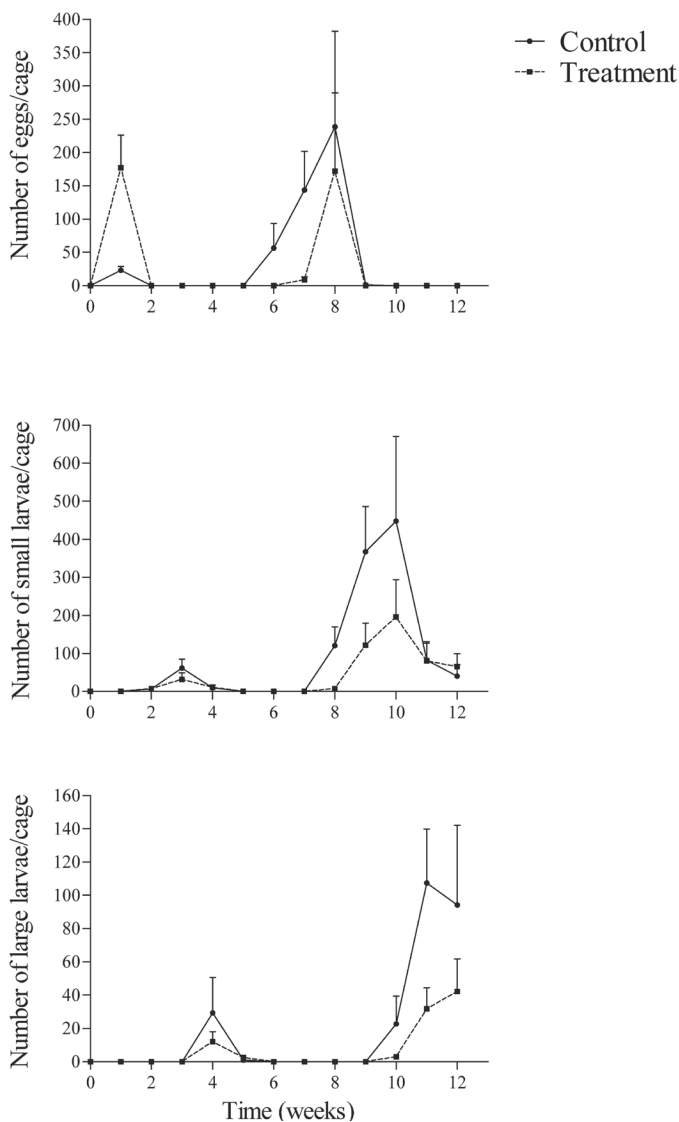 Control
Treatment
Number of eggs/cage
400
350
300
250
200
150
100
50
0
0 2 4 6 8 10 12
Number of small larvae/cage
700
600
500
400
300
200
100
0
0 2 4 6 8 10 12
Number of large larvae/cage
160
140
120
100
80
60
40
20
0
0 2 4 6 8 10 12
Time (weeks)